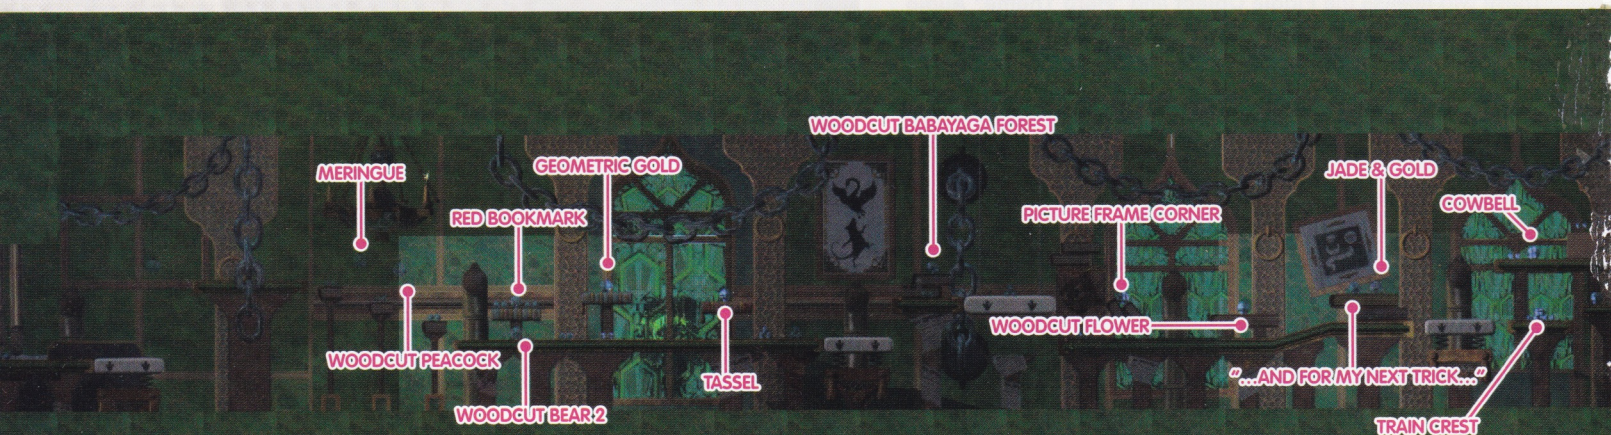 WOODCUT BABAYAGA FOREST
MERINGUE
GEOMETRIC GOLD
JADE & GOLD
RED BOOKMARK
PICTURE FRAME CORNER
COWBELL
WOODCUT FLOWER
WOODCUT PEACOCK
TASSEL
"...AND FOR MY NEXT TRICK..."
WOODCUT BEAR 2
TRAIN CREST